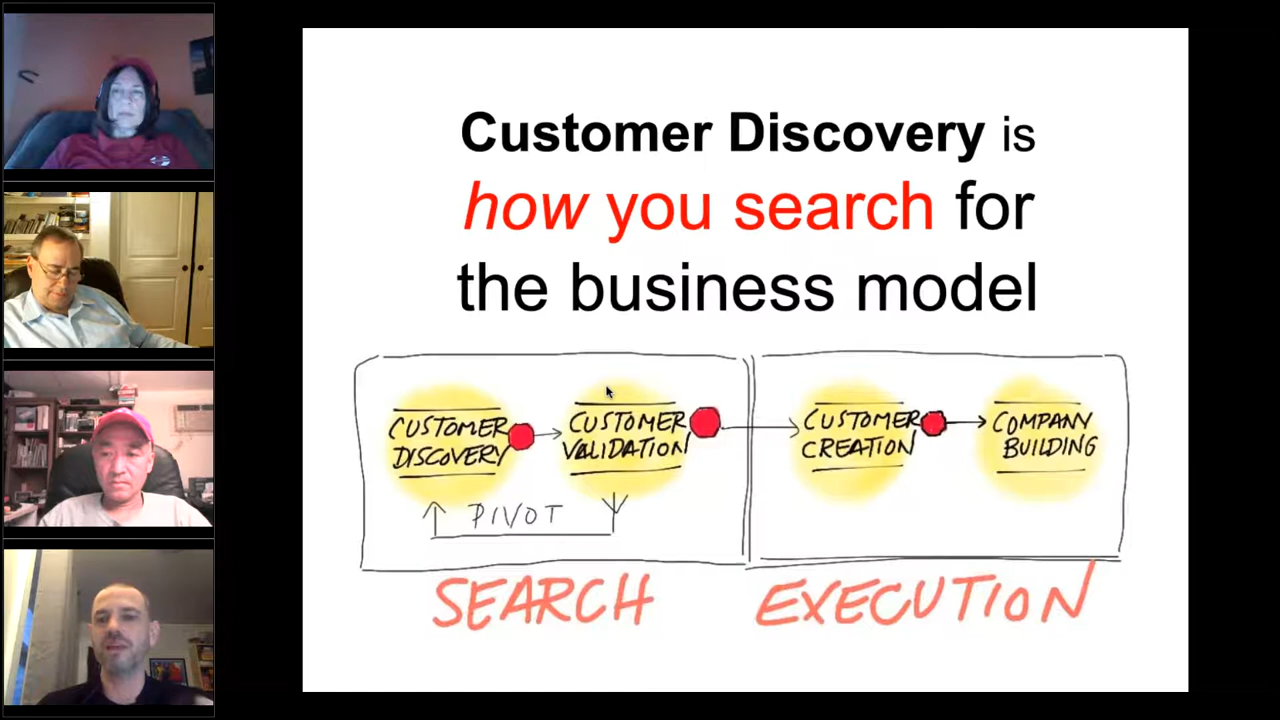 Customer Discovery is
how you search for
the business model
CUSTOMER
DISCOVERY
CUSTOMER
VALIDATION
CUSTOMER
CREATION
COMPANY
BUILDING
PIVOT
SEARCH
EXECUTION